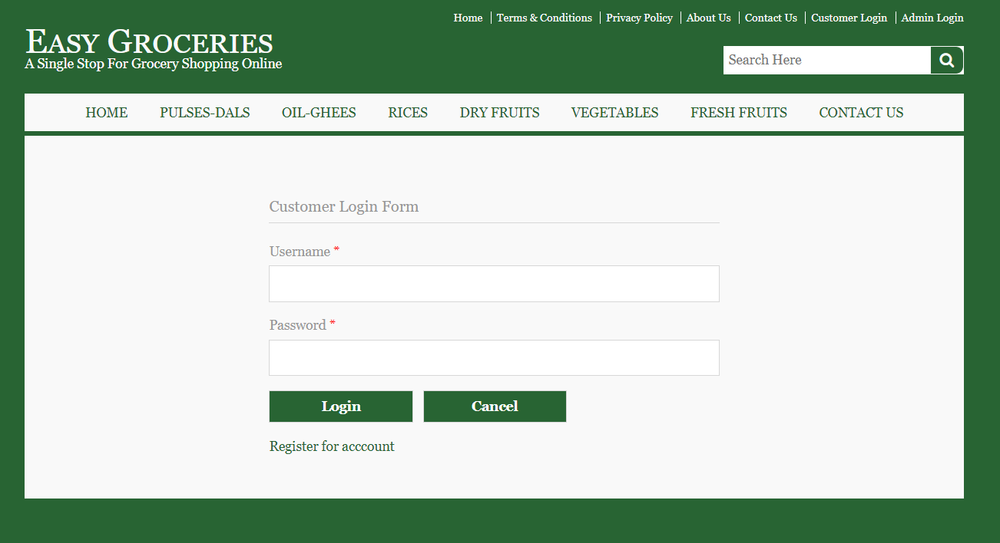 Home Terms & Conditions Privacy Policy About Us Contact Us Customer Login Admin Login
Easy Groceries
A Single Stop For Grocery Shopping Online
Search Here
HOME PULSES-DALS OIL-GHEES RICES DRY FRUITS VEGETABLES FRESH FRUITS CONTACT US
Customer Login Form
Username *
Password *
Login Cancel
Register for acccount